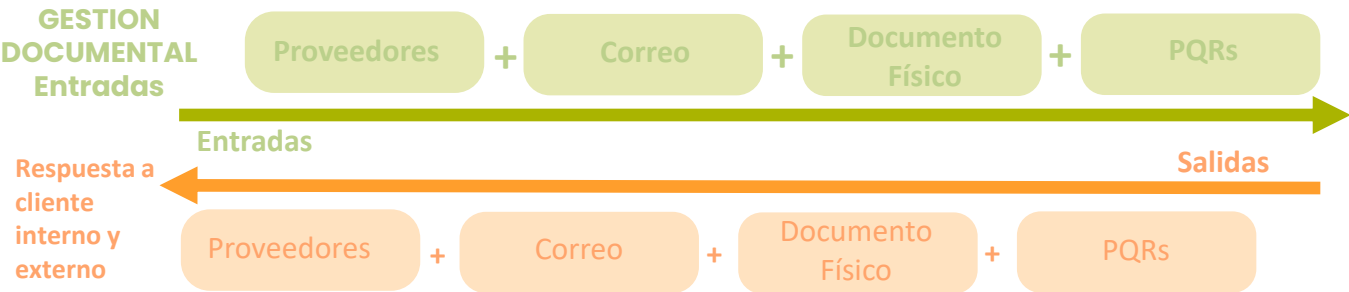 GESTION
DOCUMENTAL
Entradas
Proveedores + Correo + Documento
Físico + PQRs
Entradas
Salidas
Respuesta a
cliente
interno y
externo
Proveedores + Correo + Documento
Físico + PQRs